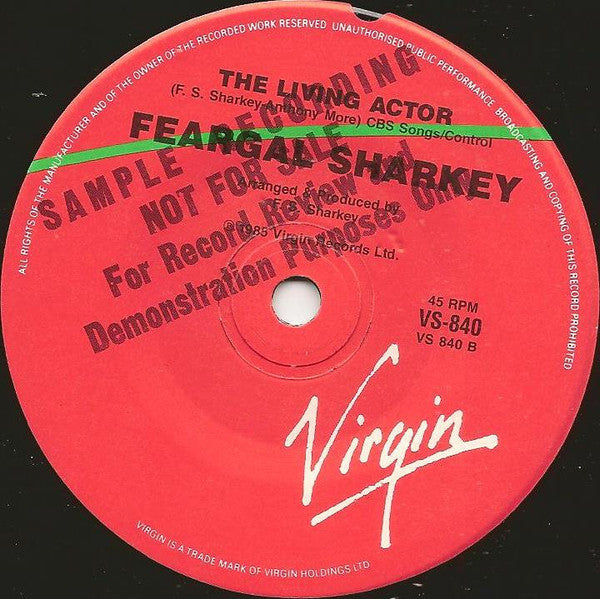 ALL RIGHTS OF THE MANUFACTURER AND OF THE OWNER OF THE RECORDED WORK RESERVED UNAUTHORISED PUBLIC PERFORMANCE BROADCASTING AND COPYING OF THIS RECORD PROHIBITED
THE LIVING ACTOR
(F. S. Sharkey-Anthony More) CBS Songs/Control
FEARGAL SHARKEY
Arranged & Produced by
F. S. Sharkey
℗1985 Virgin Records Ltd.
SAMPLE RECORDING
NOT FOR SALE
For Record Review and
Demonstration Purposes Only
45 RPM
VS-840
VS 840 B
Virgin
VIRGIN IS A TRADE MARK OF VIRGIN HOLDINGS LTD